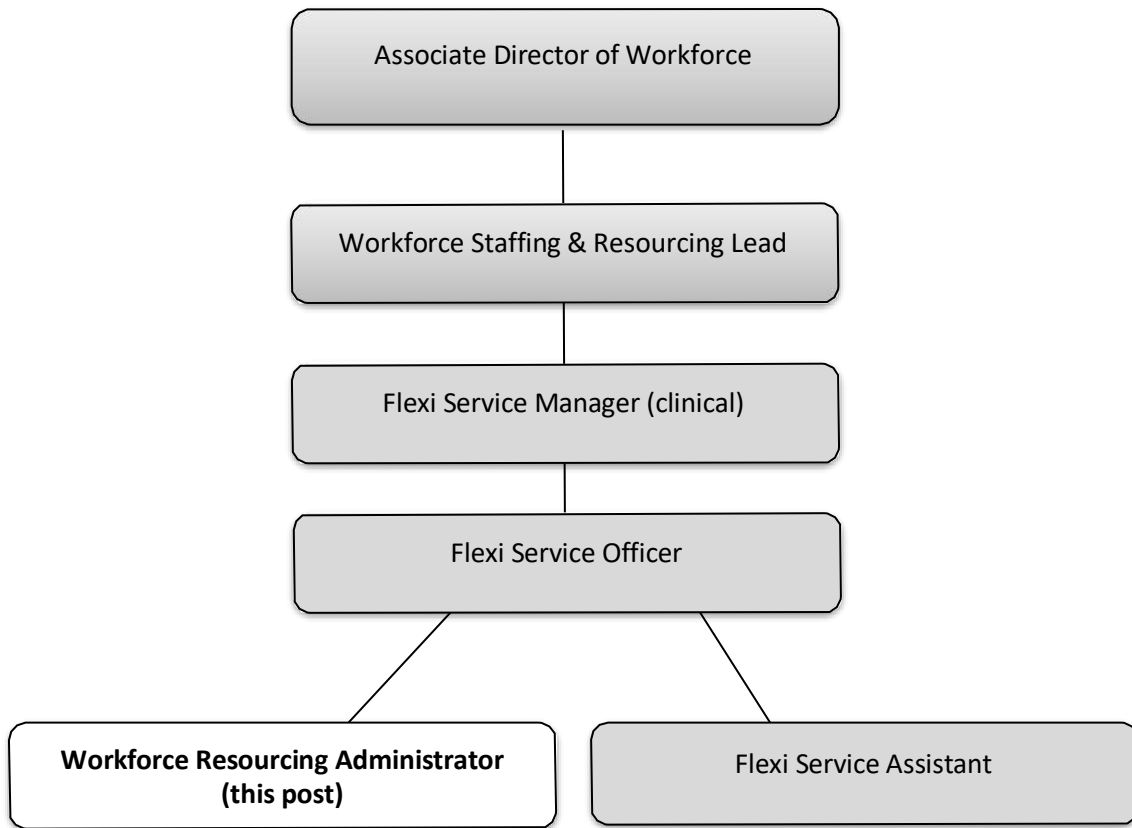 Associate Director of Workforce
Workforce Staffing & Resourcing Lead
Flexi Service Manager (clinical)
Flexi Service Officer
Workforce Resourcing Administrator
(this post)
Flexi Service Assistant